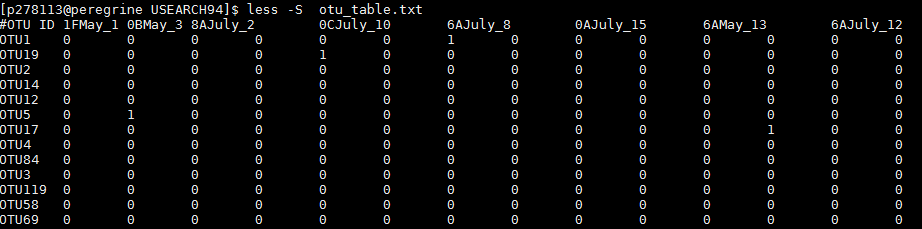 [p278113@peregrine USEARCH94]$ less -S  otu_table.txt
#OTU ID 1FMay_1 0BMay_3 8AJuly_2        0CJuly_10       6AJuly_8        0AJuly_15       6AMay_13        6AJuly_12
OTU1    0       0       0       0       0       0       1       0       0       0       0       0       0       0
OTU19   0       0       0       0       1       0       0       0       0       0       0       0       0       0
OTU2    0       0       0       0       0       0       0       0       0       0       0       0       0       0
OTU14   0       0       0       0       0       0       0       0       0       0       0       0       0       0
OTU12   0       0       0       0       0       0       0       0       0       0       0       0       0       0
OTU5    0       1       0       0       0       0       0       0       0       0       0       0       0       0
OTU17   0       0       0       0       0       0       0       0       0       0       0       1       0       0
OTU4    0       0       0       0       0       0       0       0       0       0       0       0       0       0
OTU84   0       0       0       0       0       0       0       0       0       0       0       0       0       0
OTU3    0       0       0       0       0       0       0       0       0       0       0       0       0       0
OTU119  0       0       0       0       0       0       0       0       0       0       0       0       0       0
OTU58   0       0       0       0       0       0       0       0       0       0       0       0       0       0
OTU69   0       0       0       0       0       0       0       0       0       0       0       0       0       0